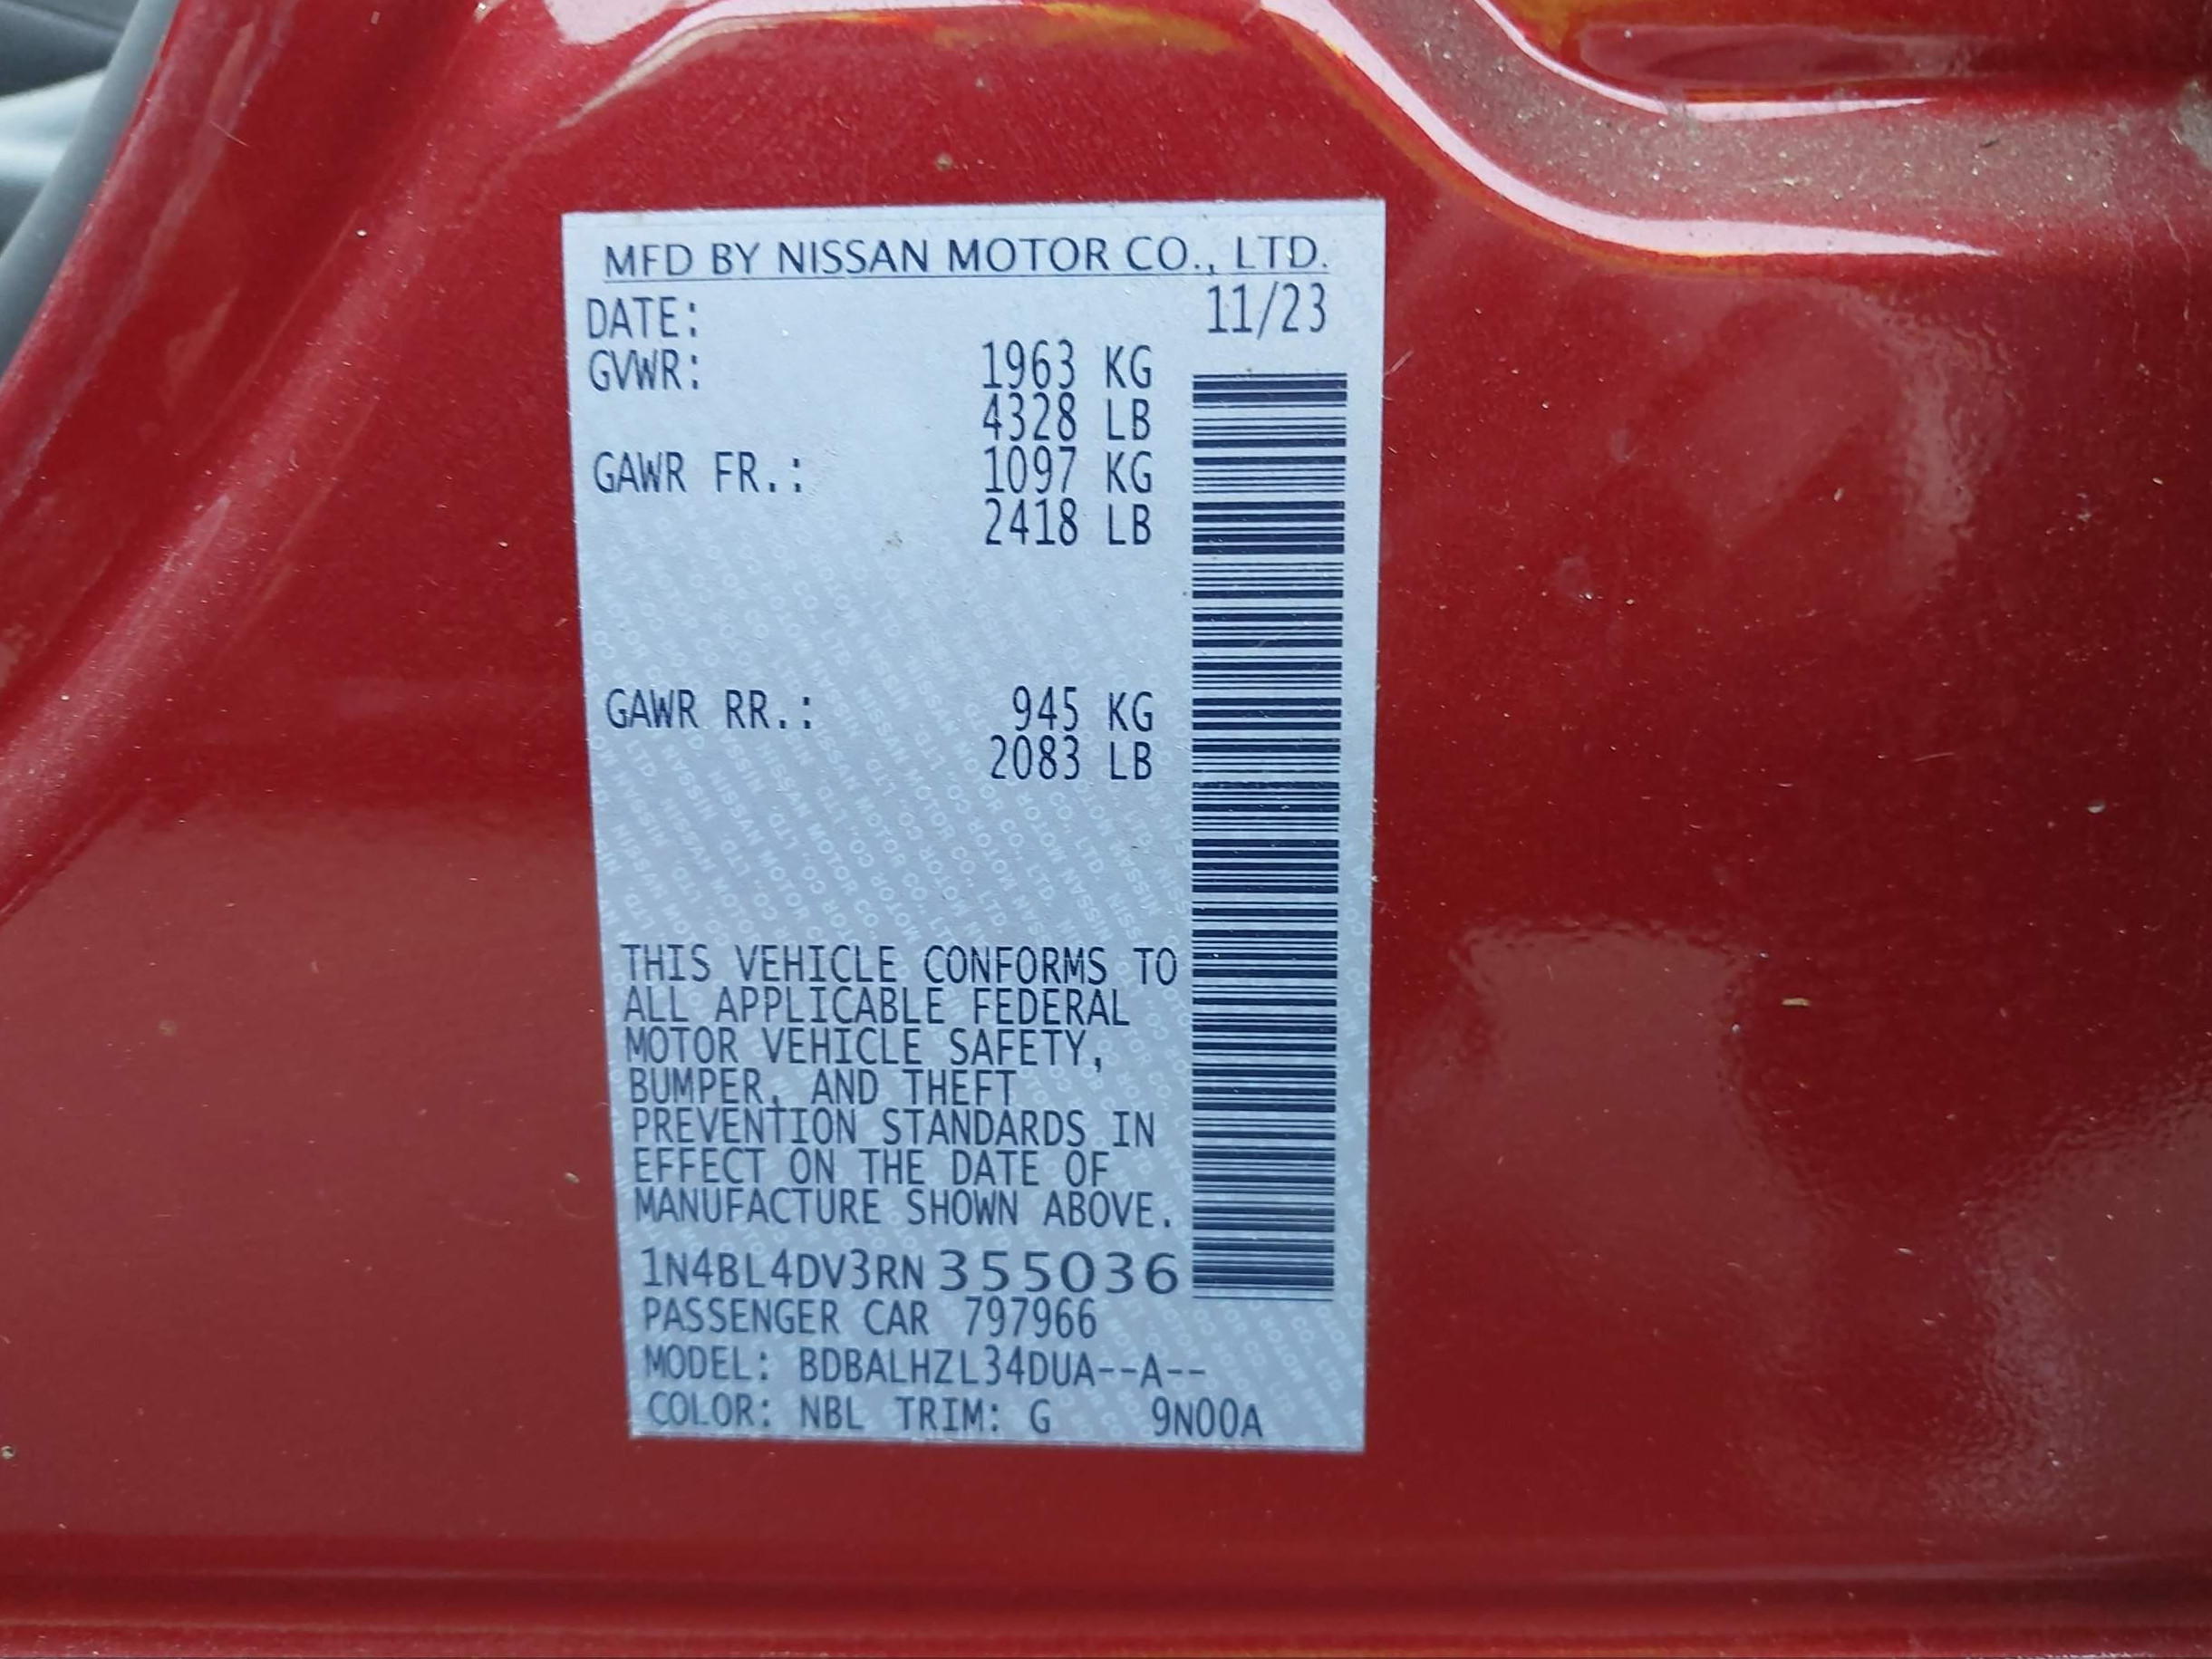 MFD BY NISSAN MOTOR CO., LTD.
DATE: 11/23
GVWR: 1963 KG
4328 LB
GAWR FR.: 1097 KG
2418 LB
GAWR RR.: 945 KG
2083 LB
THIS VEHICLE CONFORMS TO
ALL APPLICABLE FEDERAL
MOTOR VEHICLE SAFETY,
BUMPER, AND THEFT
PREVENTION STANDARDS IN
EFFECT ON THE DATE OF
MANUFACTURE SHOWN ABOVE.
1N4BL4DV3RN355036
PASSENGER CAR 797966
MODEL: BDBALHZL34DUA--A--
COLOR: NBL TRIM: G 9N00A